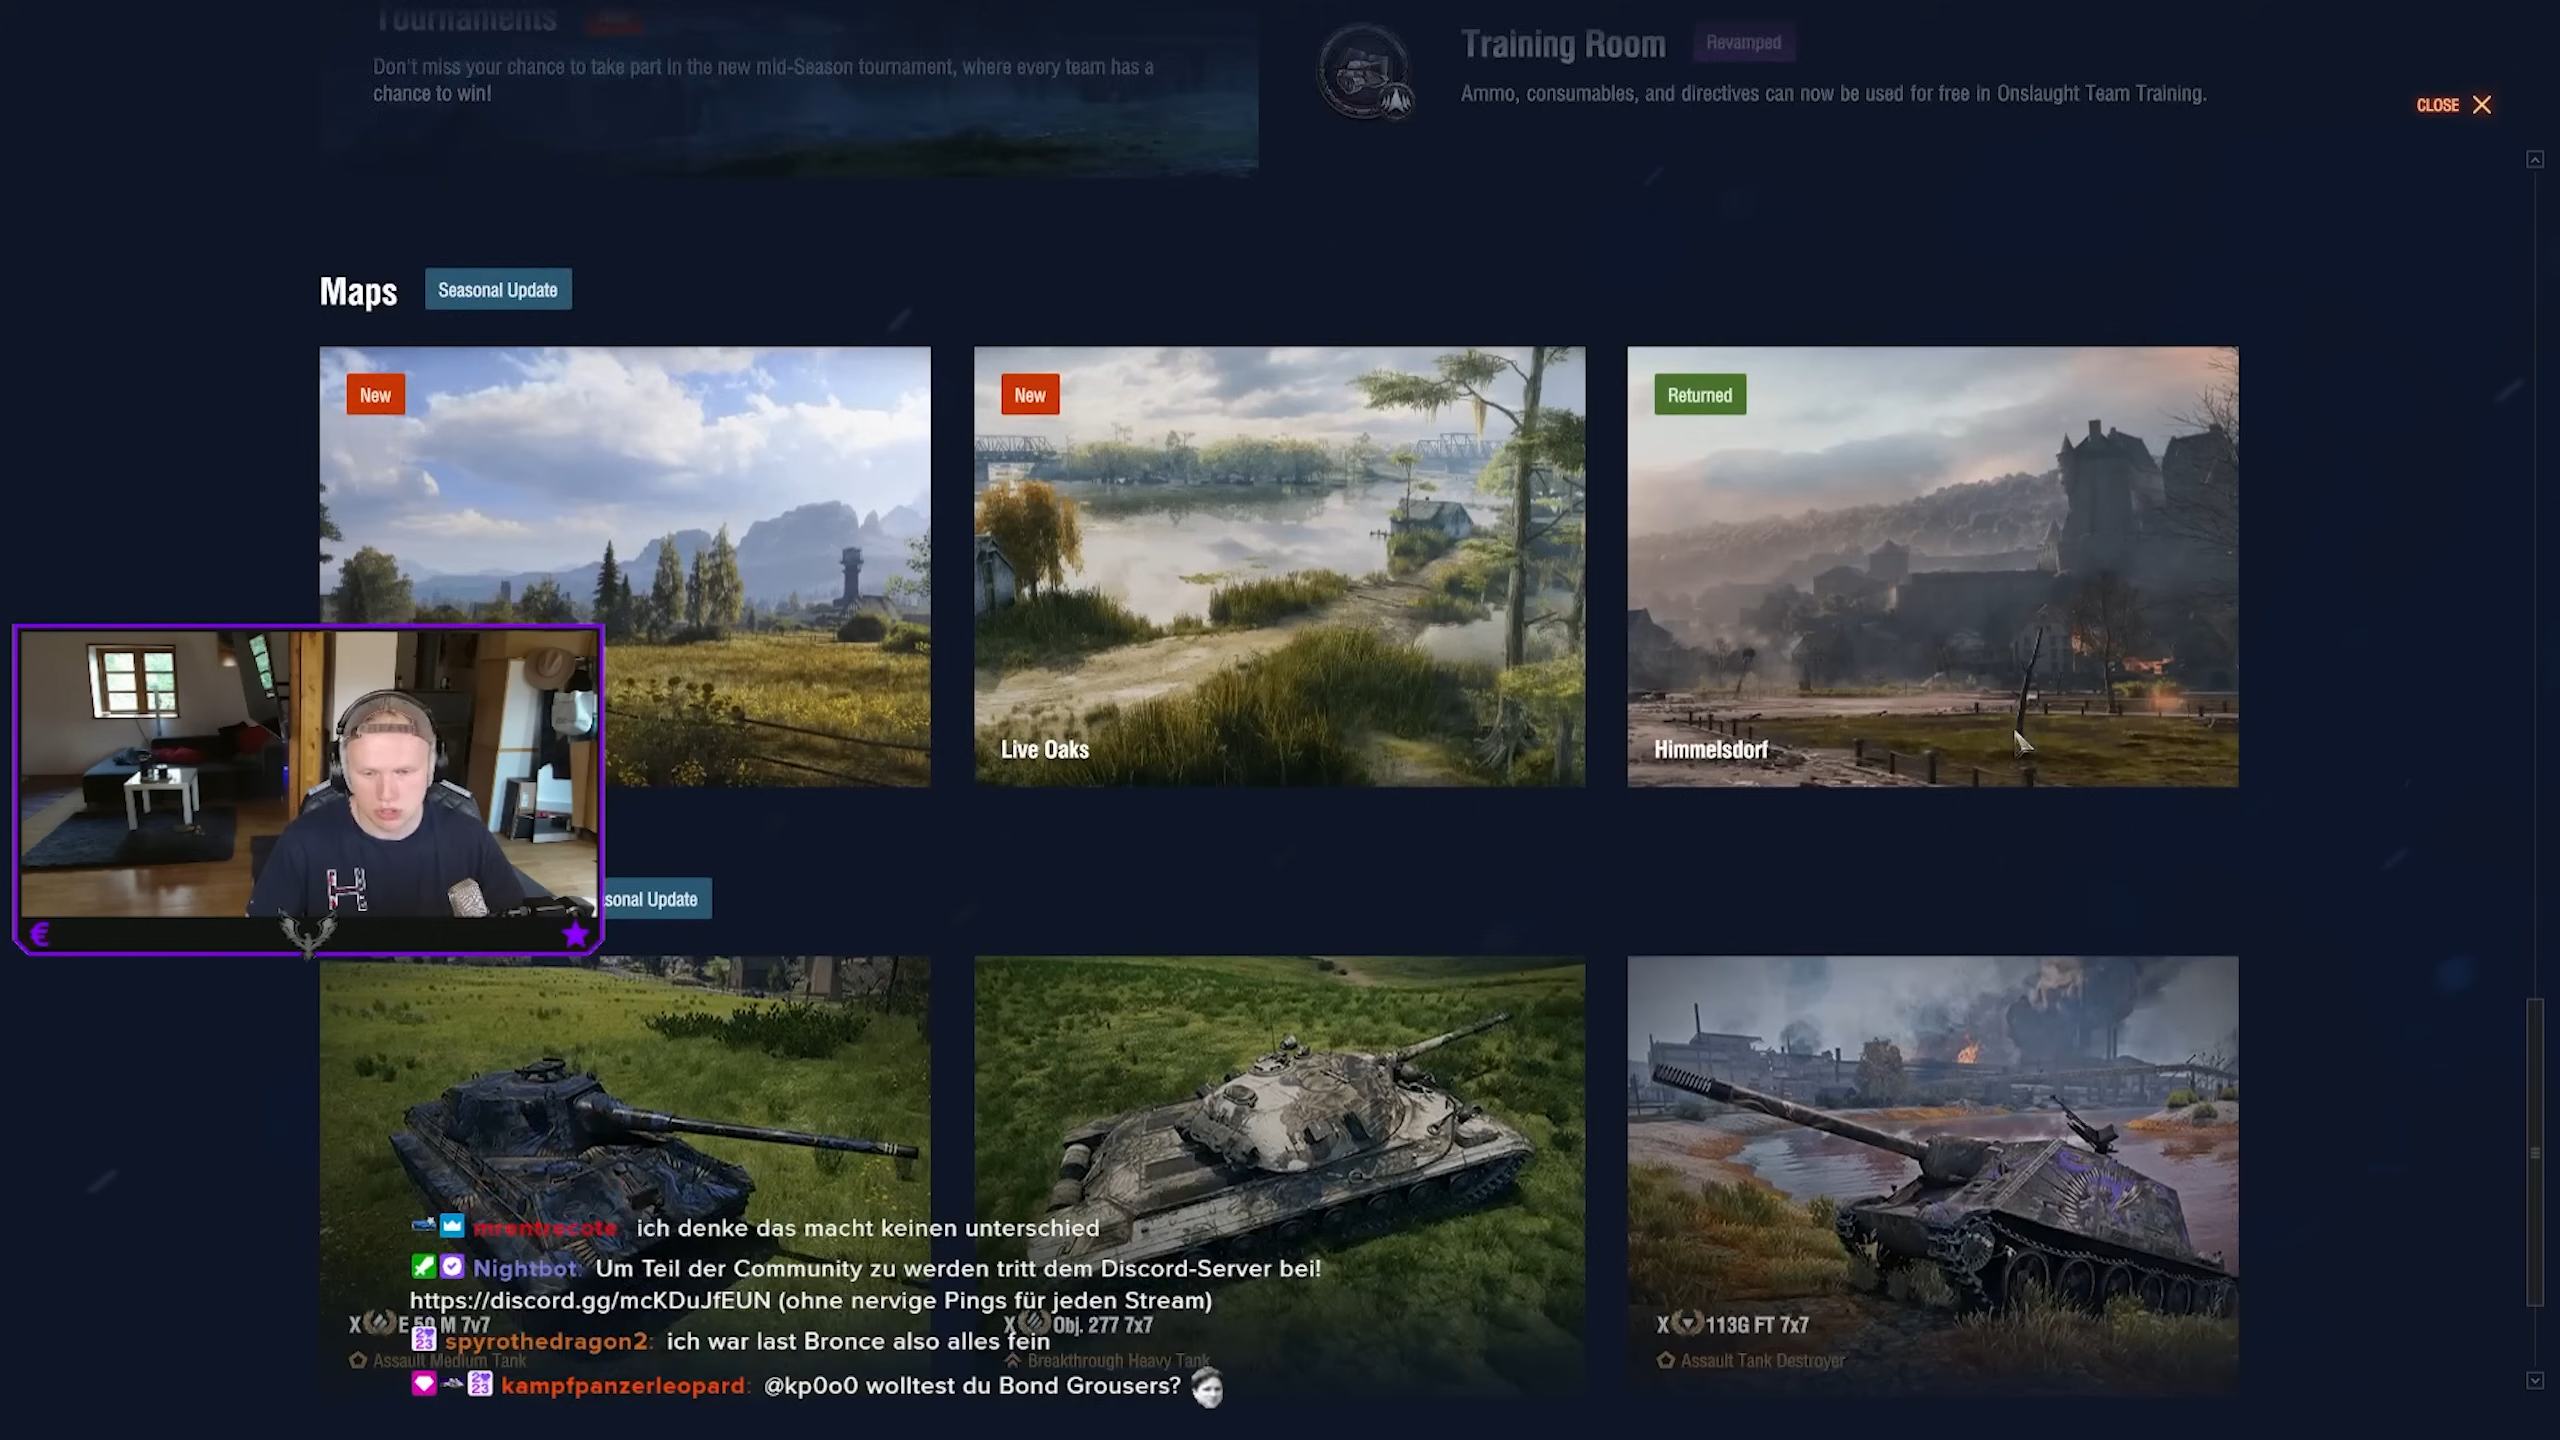 Tournaments
Don't miss your chance to take part in the new mid-Season tournament, where every team has a
chance to win!
Training Room Revamped
Ammo, consumables, and directives can now be used for free in Onslaught Team Training.
CLOSE
Maps Seasonal Update
New
New
Returned
Live Oaks
Himmelsdorf
H
sonal Update
€
mrentrecote ich denke das macht keinen unterschied
Nightbot: Um Teil der Community zu werden tritt dem Discord-Server bei!
https://discord.gg/mcKDuJfEUN (ohne nervige Pings für jeden Stream)
X E 50 M 7v7
X Obj. 277 7x7
X 113G FT 7x7
spyrothedragon2: ich war last Bronce also alles fein
Assault Medium Tank
Breakthrough Heavy Tank
Assault Tank Destroyer
kampfpanzerleopard: @kp0o0 wolltest du Bond Grousers?